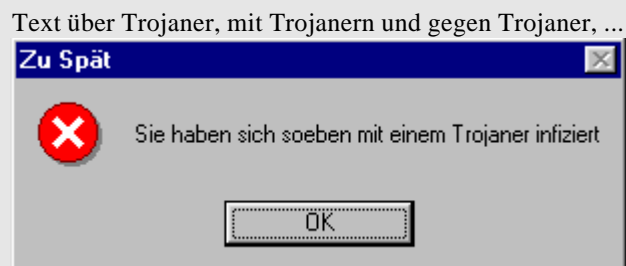 Text über Trojaner, mit Trojanern und gegen Trojaner, ...
Zu Spät
Sie haben sich soeben mit einem Trojaner infiziert
OK